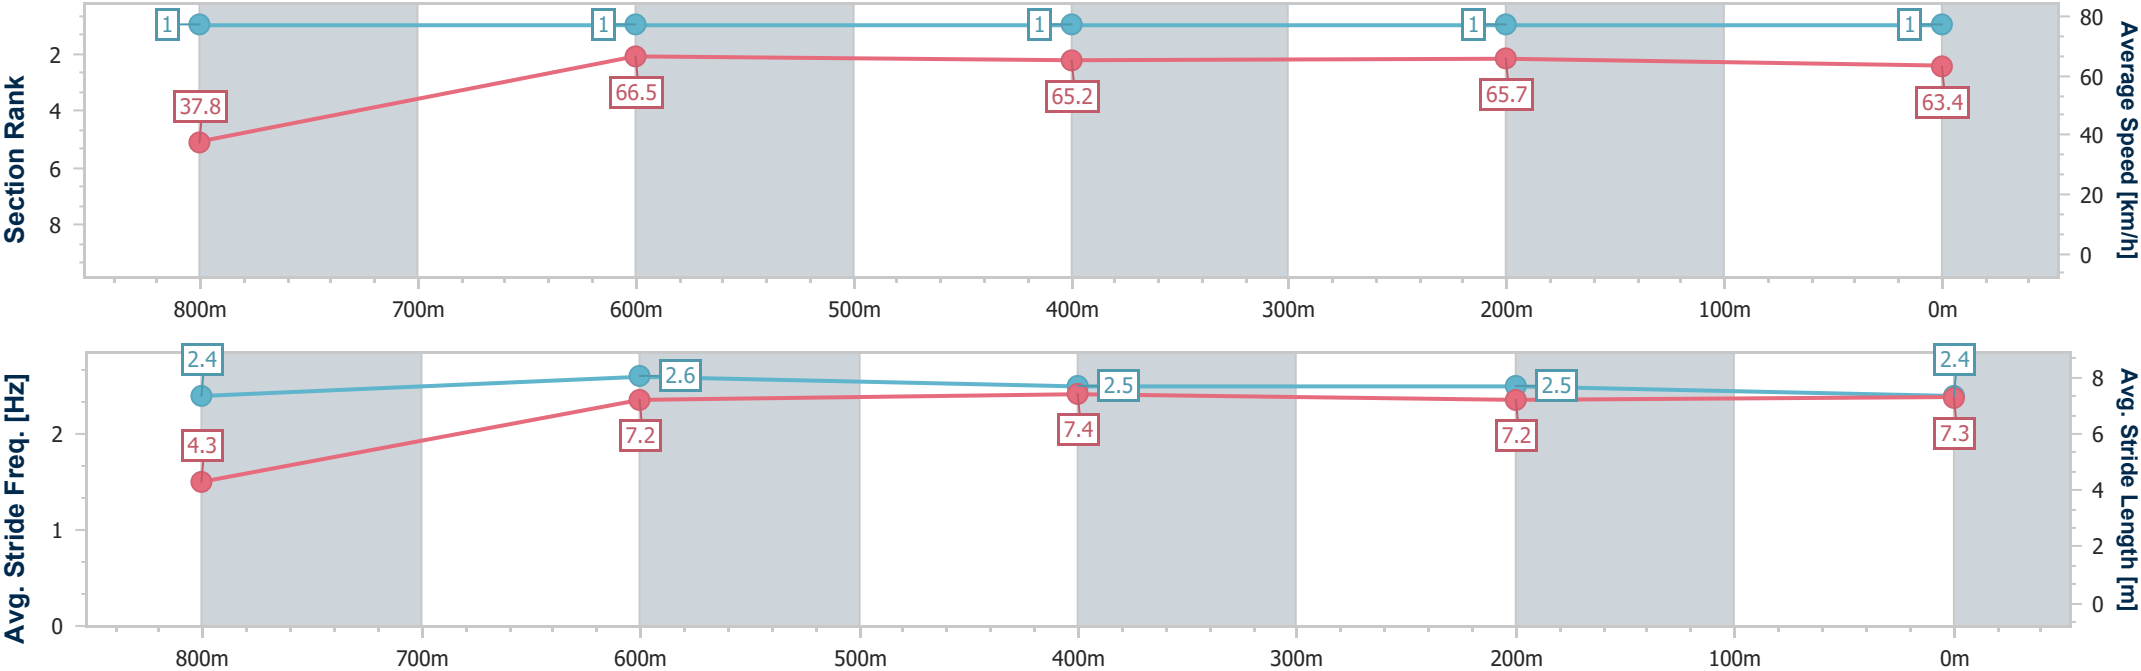 Section Rank
2
4
6
8
1
1
1
1
1
37.8
66.5
65.2
65.7
63.4
80
60
40
20
0
Average Speed [km/h]
800m
700m
600m
500m
400m
300m
200m
100m
0m
Avg. Stride Freq. [Hz]
2
1
0
2.4
2.6
2.5
2.5
2.4
4.3
7.2
7.4
7.2
7.3
8
6
4
2
0
Avg. Stride Length [m]
800m
700m
600m
500m
400m
300m
200m
100m
0m